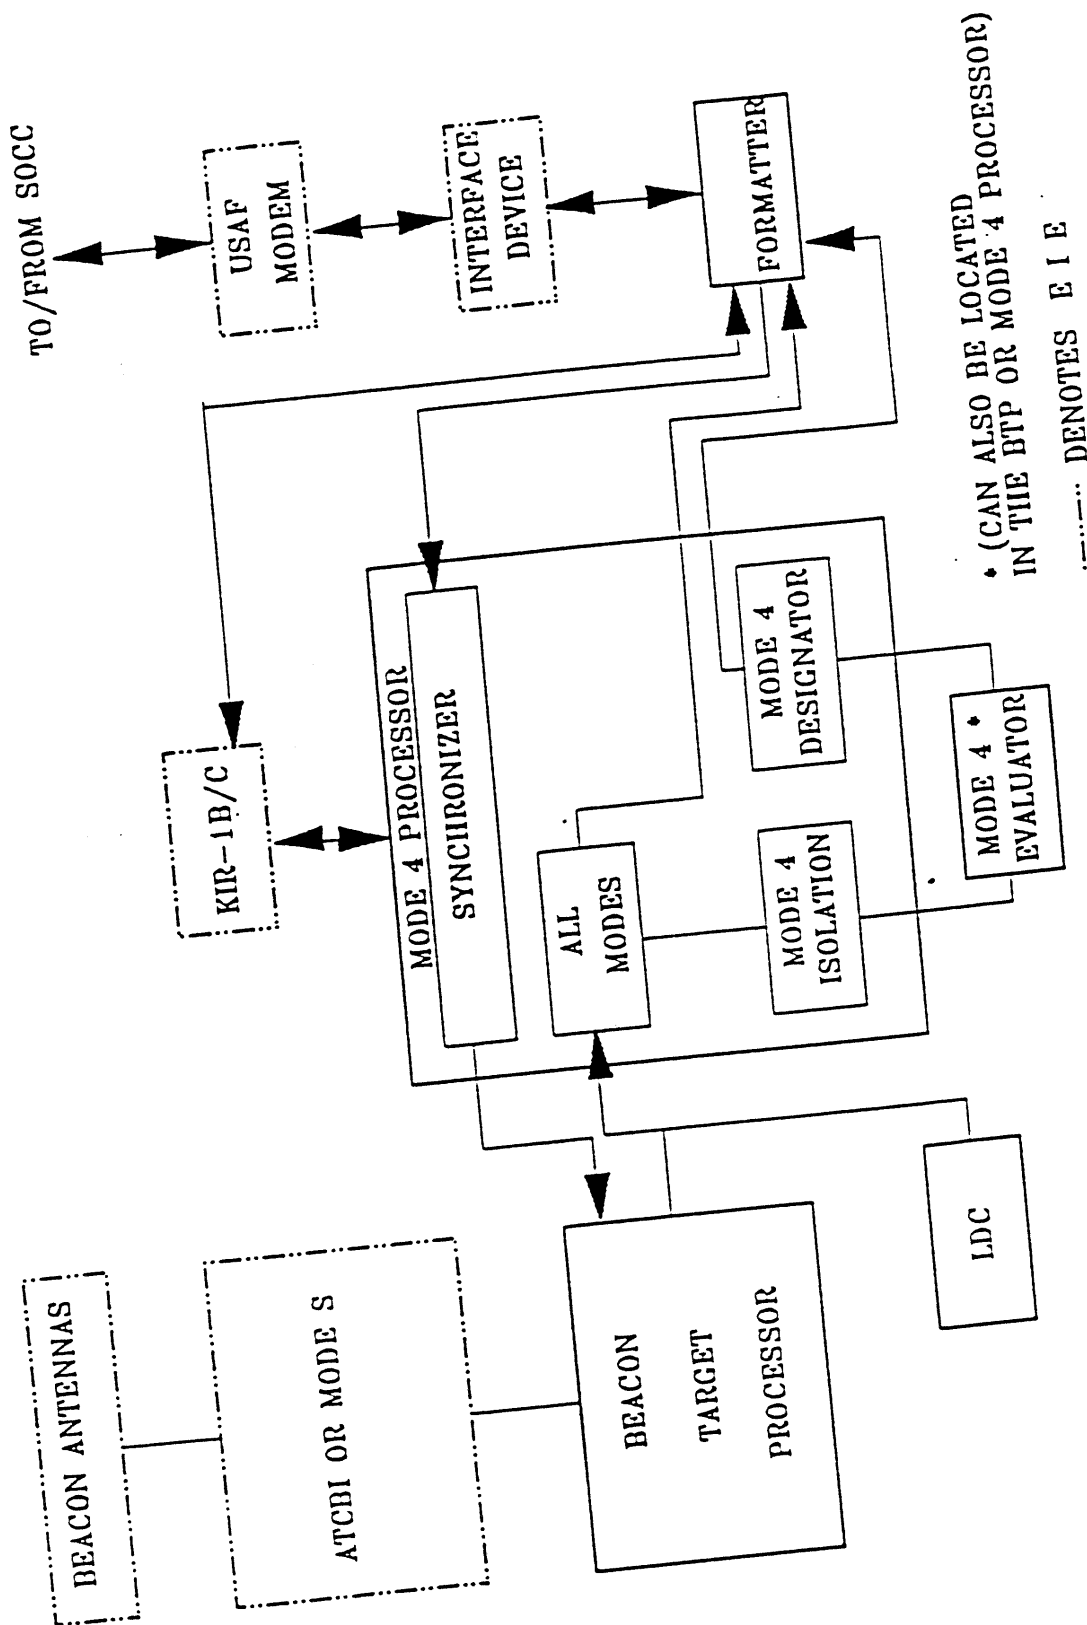 BEACON ANTENNAS
ATCBI OR MODE S
BEACON
TARGET
PROCESSOR
LDC
KIR-1B/C
MODE 4 PROCESSOR
SYNCHRONIZER
ALL
MODES
MODE 4
ISOLATION
MODE 4
DESIGNATOR
MODE 4 *
EVALUATOR
TO/FROM SOCC
USAF
MODEM
INTERFACE
DEVICE
FORMATTER
* (CAN ALSO BE LOCATED
IN THE BTP OR MODE 4 PROCESSOR)
DENOTES E I E